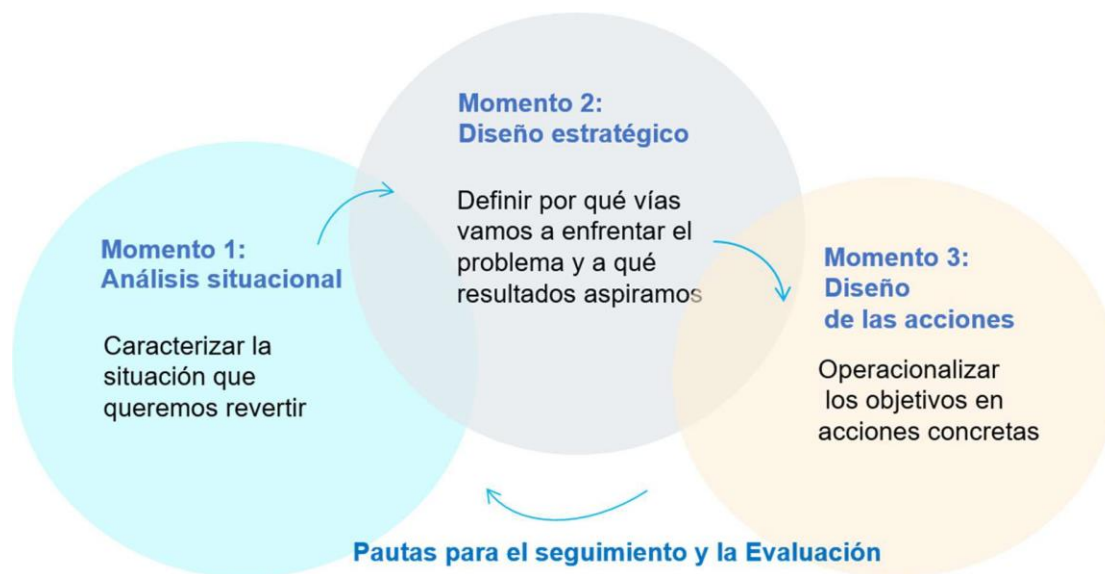 Momento 1:
Análisis situacional
Caracterizar la
situación que
queremos revertir
Momento 2:
Diseño estratégico
Definir por qué vías
vamos a enfrentar el
problema y a qué
resultados aspiramos
Momento 3:
Diseño
de las acciones
Operacionalizar
los objetivos en
acciones concretas
Pautas para el seguimiento y la Evaluación